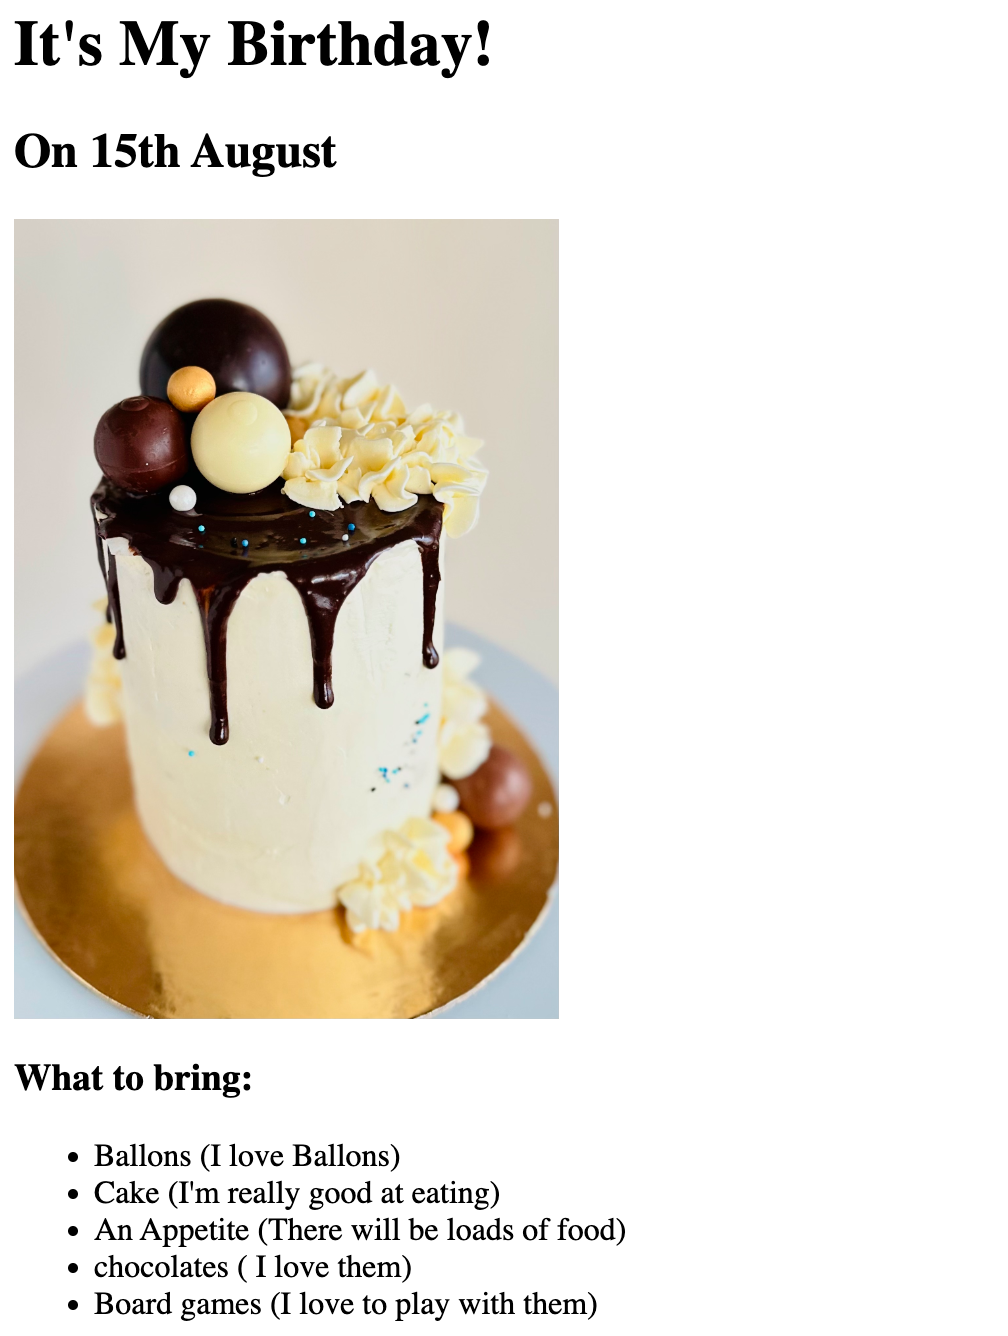 It's My Birthday!
On 15th August
What to bring:
• Ballons (I love Ballons)
• Cake (I'm really good at eating)
• An Appetite (There will be loads of food)
• chocolates ( I love them)
• Board games (I love to play with them)